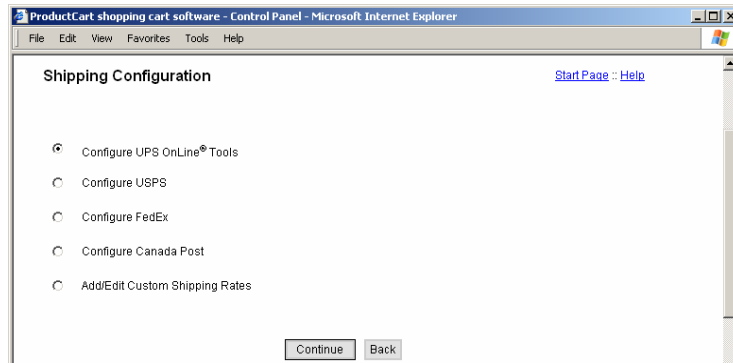 ProductCart shopping cart software - Control Panel - Microsoft Internet Explorer
File Edit View Favorites Tools Help
Shipping Configuration Start Page :: Help
Configure UPS OnLine® Tools
Configure USPS
Configure FedEx
Configure Canada Post
Add/Edit Custom Shipping Rates
Continue Back